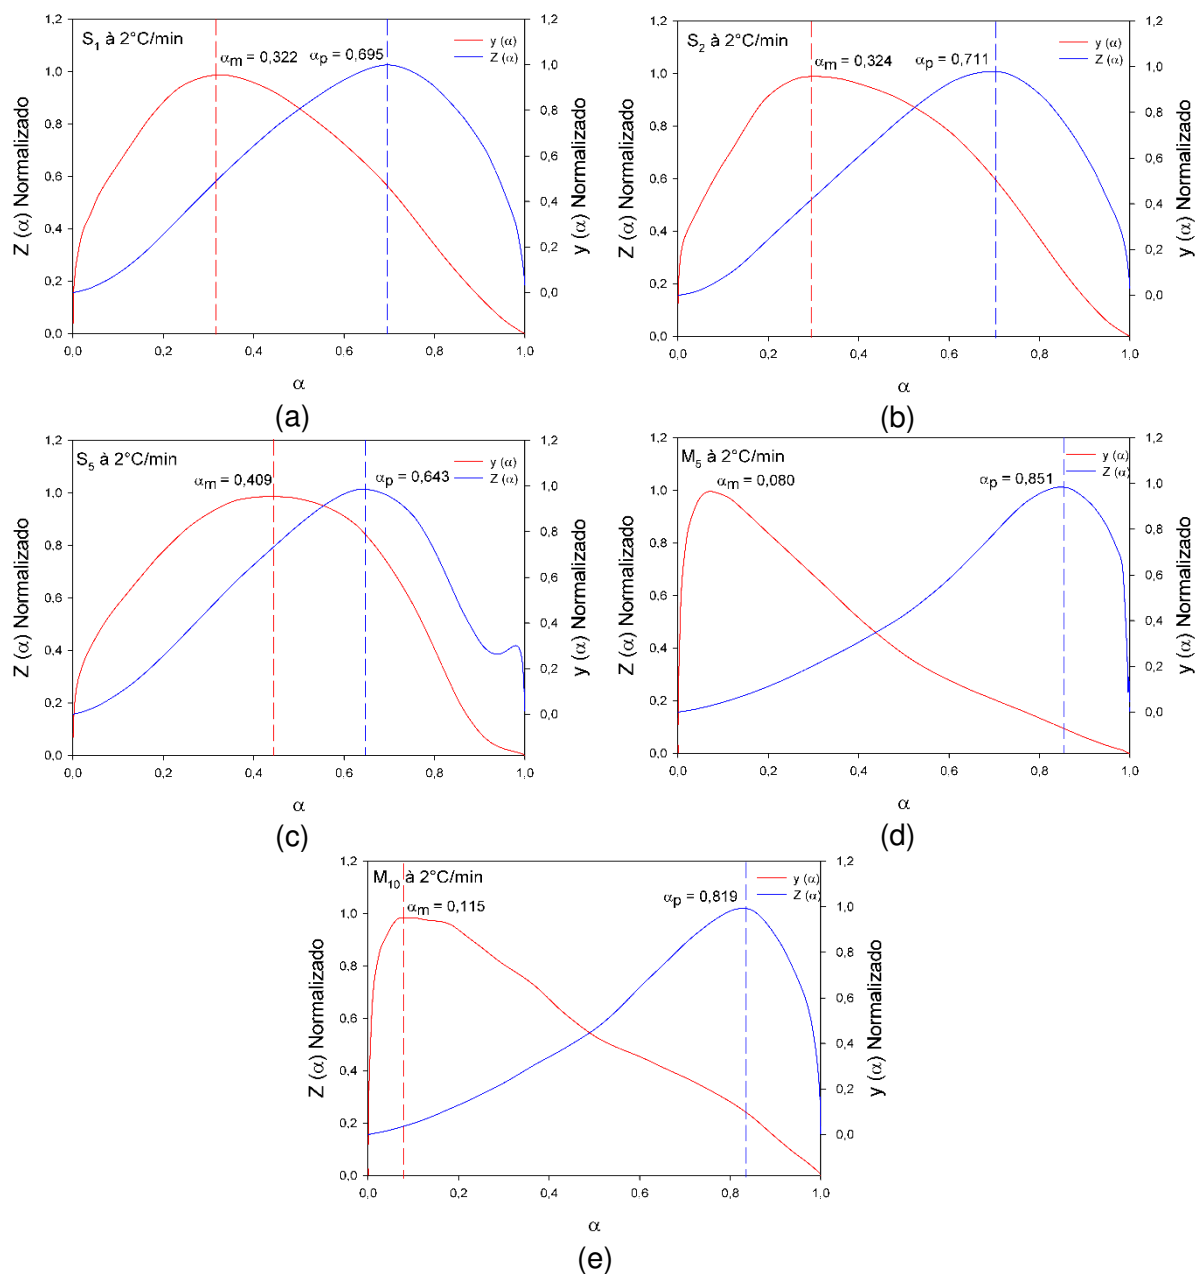 S1 à 2°C/min
αm = 0,322
αp = 0,695
y (α)
Z (α)
1,2
1,0
0,8
0,6
0,4
0,2
0,0
Z (α) Normalizado
1,2
1,0
0,8
0,6
0,4
0,2
0,0
y (α) Normalizado
0,0 0,2 0,4 0,6 0,8 1,0
α
(a)
S2 à 2°C/min
αm = 0,324
αp = 0,711
y (α)
Z (α)
1,2
1,0
0,8
0,6
0,4
0,2
0,0
Z (α) Normalizado
1,2
1,0
0,8
0,6
0,4
0,2
0,0
y (α) Normalizado
0,0 0,2 0,4 0,6 0,8 1,0
α
(b)
S5 à 2°C/min
αm = 0,409
αp = 0,643
y (α)
Z (α)
1,2
1,0
0,8
0,6
0,4
0,2
0,0
Z (α) Normalizado
1,2
1,0
0,8
0,6
0,4
0,2
0,0
y (α) Normalizado
0,0 0,2 0,4 0,6 0,8 1,0
α
(c)
M5 à 2°C/min
αm = 0,080
αp = 0,851
y (α)
Z (α)
1,2
1,0
0,8
0,6
0,4
0,2
0,0
Z (α) Normalizado
1,2
1,0
0,8
0,6
0,4
0,2
0,0
y (α) Normalizado
0,0 0,2 0,4 0,6 0,8 1,0
α
(d)
M10 à 2°C/min
αm = 0,115
αp = 0,819
y (α)
Z (α)
1,2
1,0
0,8
0,6
0,4
0,2
0,0
Z (α) Normalizado
1,2
1,0
0,8
0,6
0,4
0,2
0,0
y (α) Normalizado
0,0 0,2 0,4 0,6 0,8 1,0
α
(e)